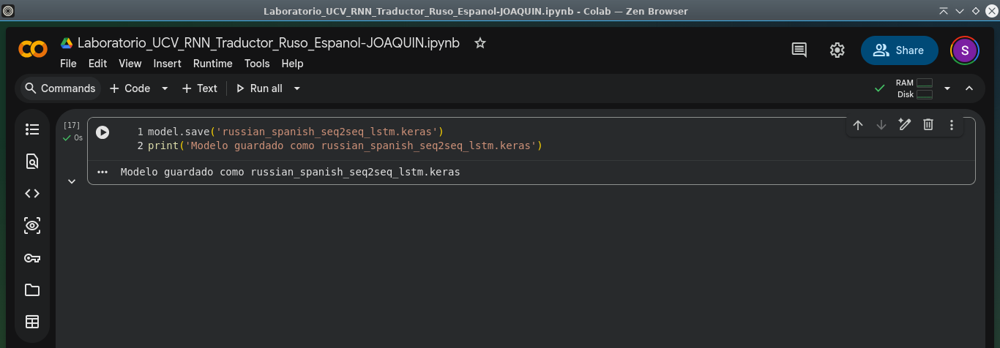 Laboratorio_UCV_RNN_Traductor_Ruso_Espanol-JOAQUIN.ipynb - Colab — Zen Browser
Laboratorio_UCV_RNN_Traductor_Ruso_Espanol-JOAQUIN.ipynb
Share
S
File Edit View Insert Runtime Tools Help
Commands + Code + Text Run all
RAM
Disk
[17]
0s
1 model.save('russian_spanish_seq2seq_lstm.keras')
2 print('Modelo guardado como russian_spanish_seq2seq_lstm.keras')
Modelo guardado como russian_spanish_seq2seq_lstm.keras